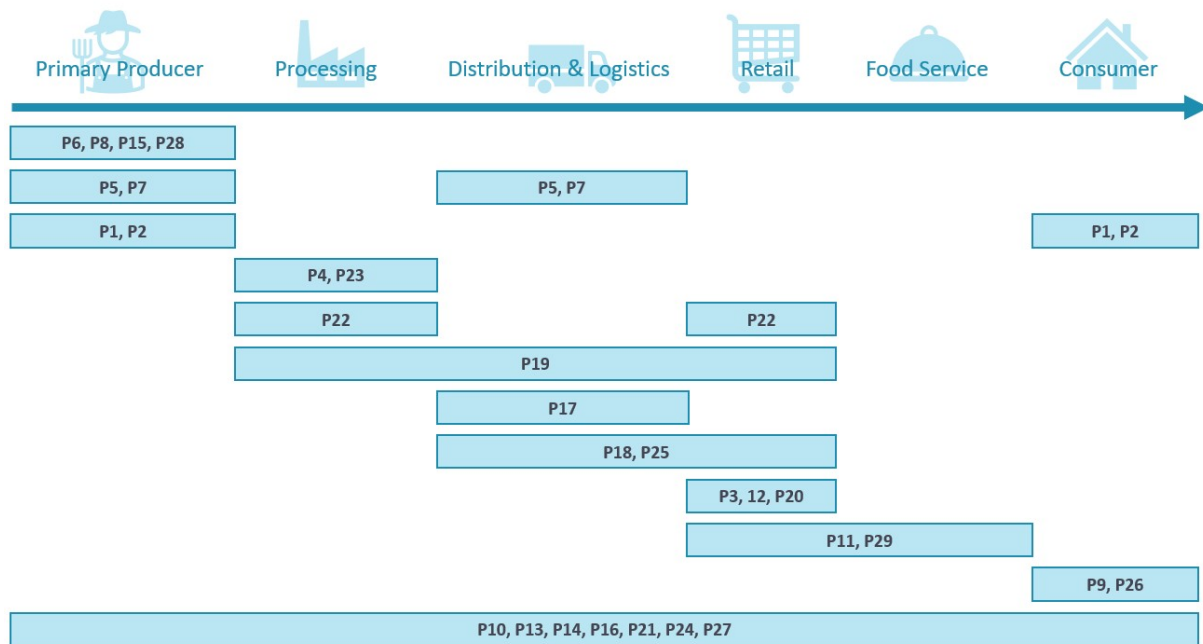 Primary Producer Processing Distribution & Logistics Retail Food Service Consumer
P6, P8, P15, P28
P5, P7 P5, P7
P1, P2 P1, P2
P4, P23
P22 P22
P19
P17
P18, P25
P3, 12, P20
P11, P29
P9, P26
P10, P13, P14, P16, P21, P24, P27